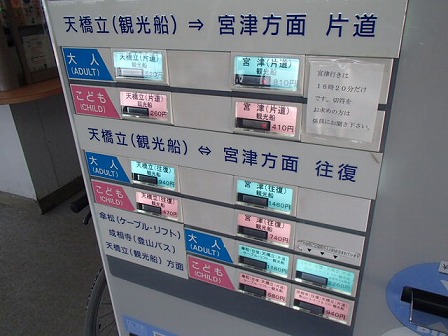 天橋立(観光船) ⇨ 宮津方面 片道
大人
(ADULT)
天橋立(片道)
観光船
宮津(片道)
観光船
810円
宮津行きは
16時20分だけ
です。切符を
お求めの方は
係員にお聞き下さい。
こども
(CHILD)
天橋立(片道)
観光船
260円
宮津(片道)
観光船
410円
天橋立(観光船) ⇔ 宮津方面 往復
大人
(ADULT)
天橋立(往復)
観光船
940円
宮津(往復)
観光船
1460円
こども
(CHILD)
天橋立(往復)
観光船
470円
宮津(往復)
観光船
740円
傘松(ケーブル・リフト)
成相寺(登山バス)
天橋立(観光船) 方面
大人
(ADULT)
観光船
こども
(CHILD)
観光船
680円
940円